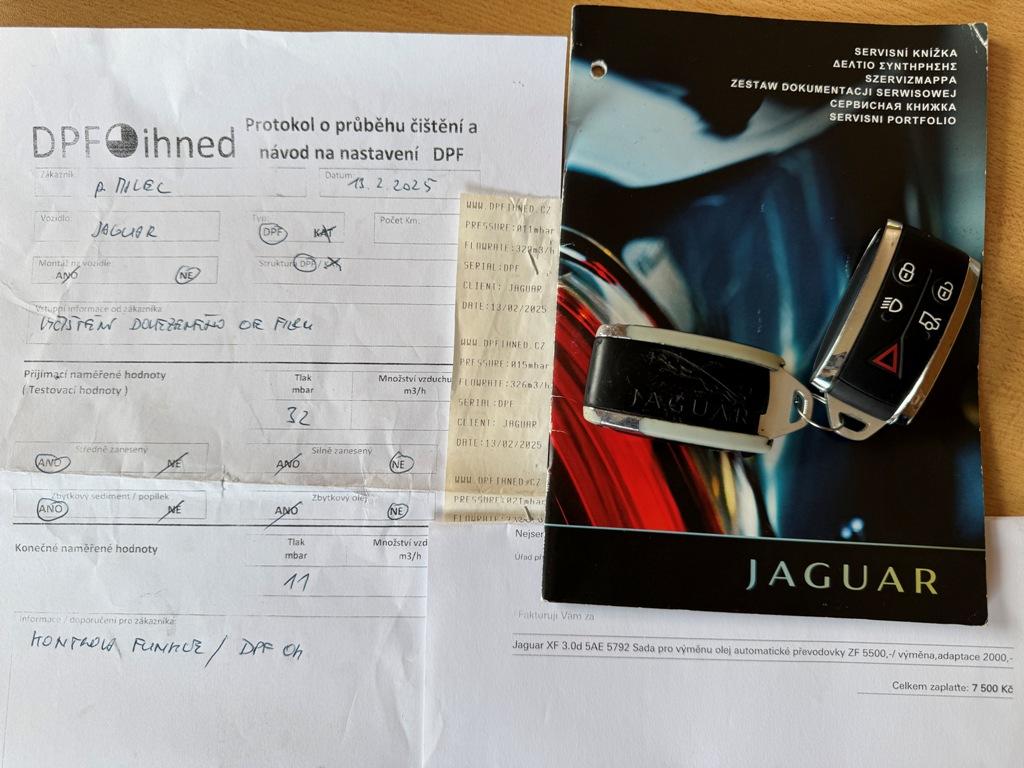 DPF ihned
Protokol o průběhu čištění a
návod na nastavení DPF
Zákazník:
p. MILEC
Datum:
13. 2. 2025
Vozidlo:
JAGUAR
Typ:
DPF KAT
Počet Km:
Montáž na vozidle
ANO NE
Struktura DPF /
Vstupní informace od zákazníka
VYČIŠTĚNÍ DOVEZENÉHO DE FILTRU
Přijímací naměřené hodnoty
( Testovací hodnoty )
Tlak
mbar
Množství vzduchu
m3/h
32
Středně zanesený
ANO NE
Silně zanesený
ANO NE
Zbytkový sediment / popílek
ANO NE
Zbytkový olej
ANO NE
Konečné naměřené hodnoty
Tlak
mbar
Množství vzd
m3/h
11
Informace / doporučení pro zákazníka:
KONTROLA FUNKCE / DPF OK
WWW.DPFIHNED.CZ
PRESSURE:011mbar
FLOWRATE:329m3/h
SERIAL:DPF
CLIENT: JAGUAR
DATE:13/02/2025
WWW.DPFIHNED.CZ
PRESSURE:015mbar
FLOWRATE:326m3/h
SERIAL:DPF
CLIENT: JAGUAR
DATE:13/02/2025
WWW.DPFIHNED.CZ
PRESSURE:021mbar
FLOWRATE:
SERVISNÍ KNÍŽKA
ΔΕΛΤΙΟ ΣΥΝΤΗΡΗΣΗΣ
SZERVIZMAPPA
ZESTAW DOKUMENTACJI SERWISOWEJ
СЕРВИСНАЯ КНИЖКА
SERVISNI PORTFOLIO
JAGUAR
JAGUAR
Nejser
Úřad př
Fakturuji Vám za
Jaguar XF 3.0d 5AE 5792 Sada pro výměnu olej automatické převodovky ZF 5500,-/ výměna,adaptace 2000,-
Celkem zaplatťe: 7 500 Kč